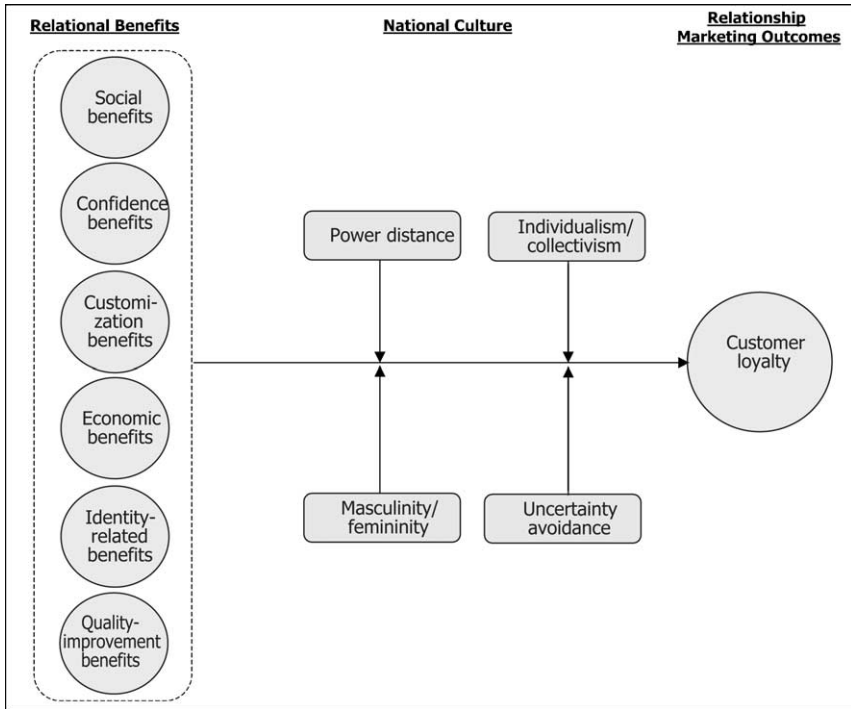 Relational Benefits
National Culture
Relationship
Marketing Outcomes
Social
benefits
Confidence
benefits
Customi-
zation
benefits
Economic
benefits
Identity-
related
benefits
Quality-
improvement
benefits
Power distance
Individualism/
collectivism
Masculinity/
femininity
Uncertainty
avoidance
Customer
loyalty